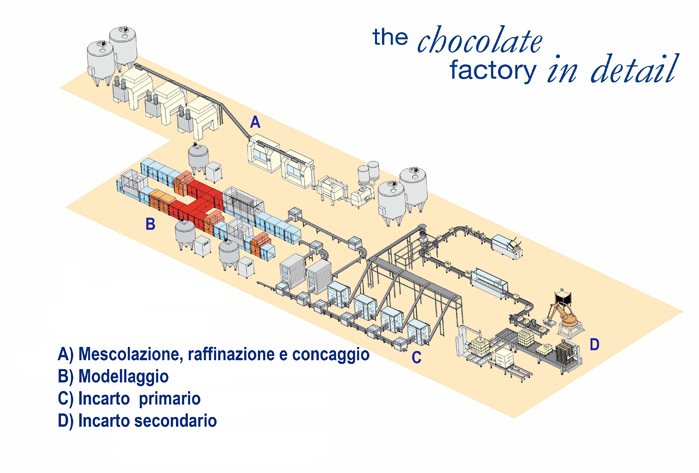 the chocolate
factory in detail
A
B
C
D
A) Mescolazione, raffinazione e concaggio
B) Modellaggio
C) Incarto primario
D) Incarto secondario